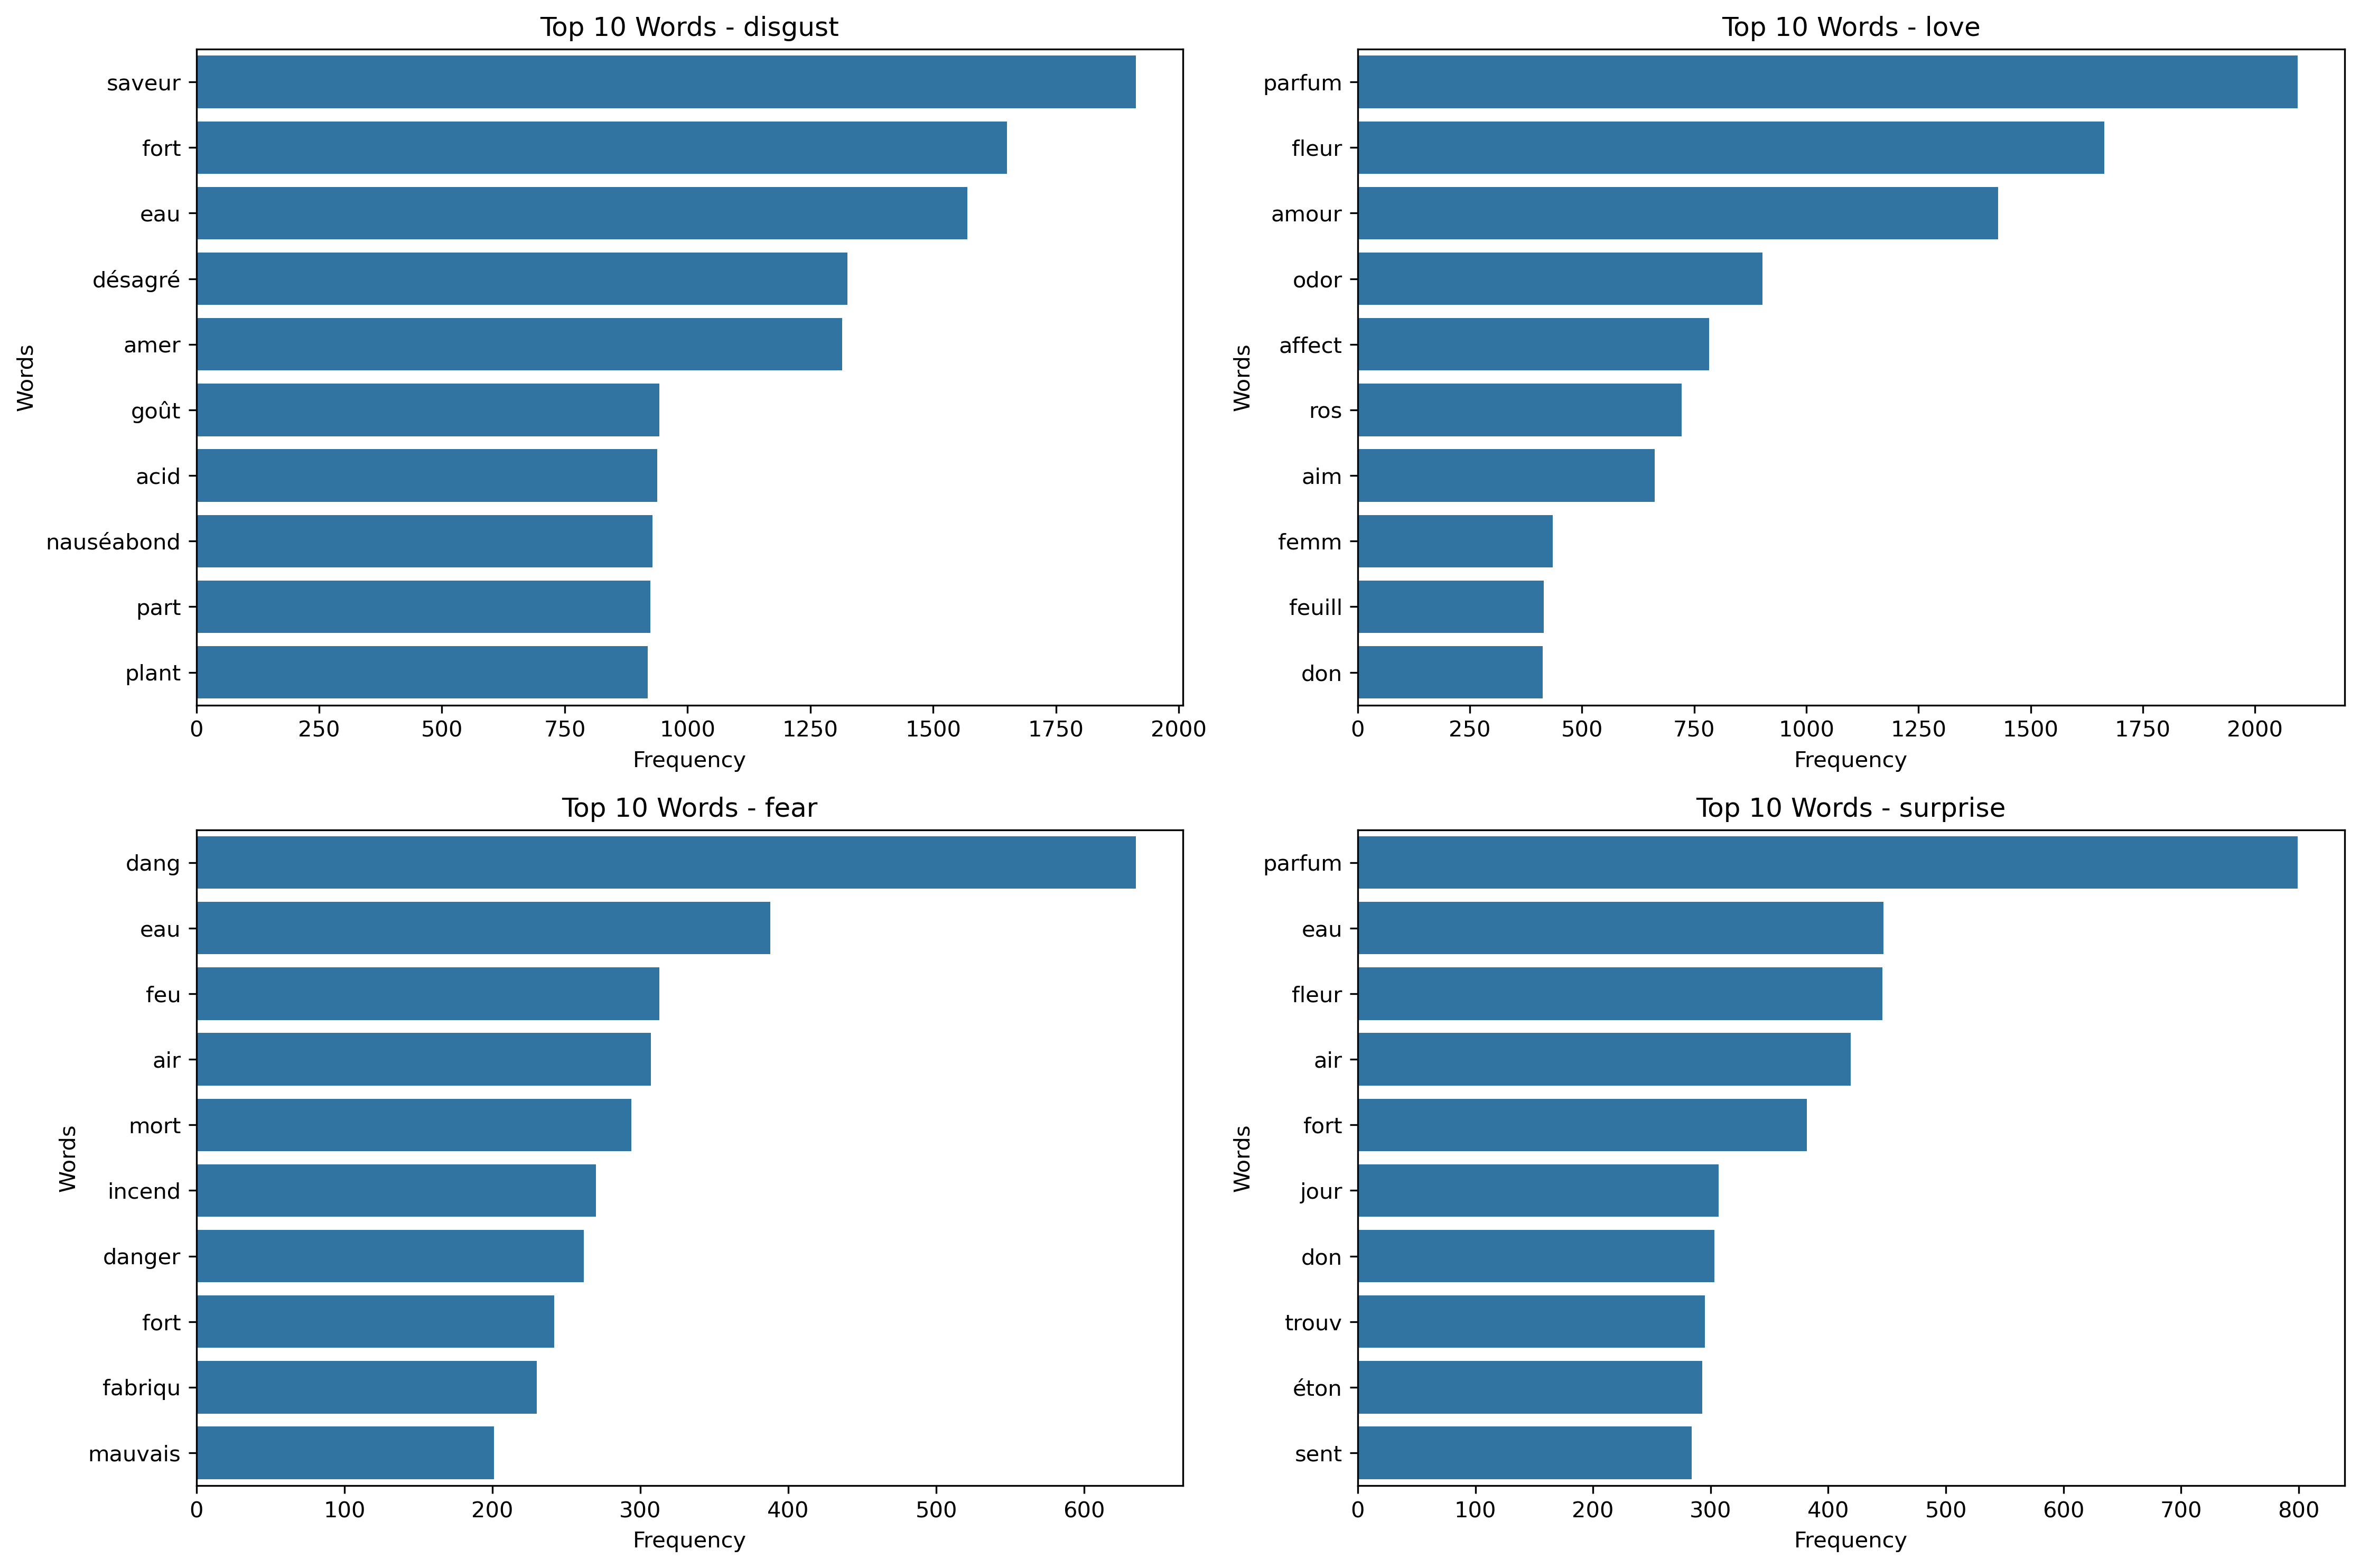 Top 10 Words - disgust
Words
saveur
fort
eau
désagré
amer
goût
acid
nauséabond
part
plant
0 250 500 750 1000 1250 1500 1750 2000
Frequency
Top 10 Words - love
Words
parfum
fleur
amour
odor
affect
ros
aim
femm
feuill
don
0 250 500 750 1000 1250 1500 1750 2000
Frequency
Top 10 Words - fear
Words
dang
eau
feu
air
mort
incend
danger
fort
fabriqu
mauvais
0 100 200 300 400 500 600
Frequency
Top 10 Words - surprise
Words
parfum
eau
fleur
air
fort
jour
don
trouv
éton
sent
0 100 200 300 400 500 600 700 800
Frequency